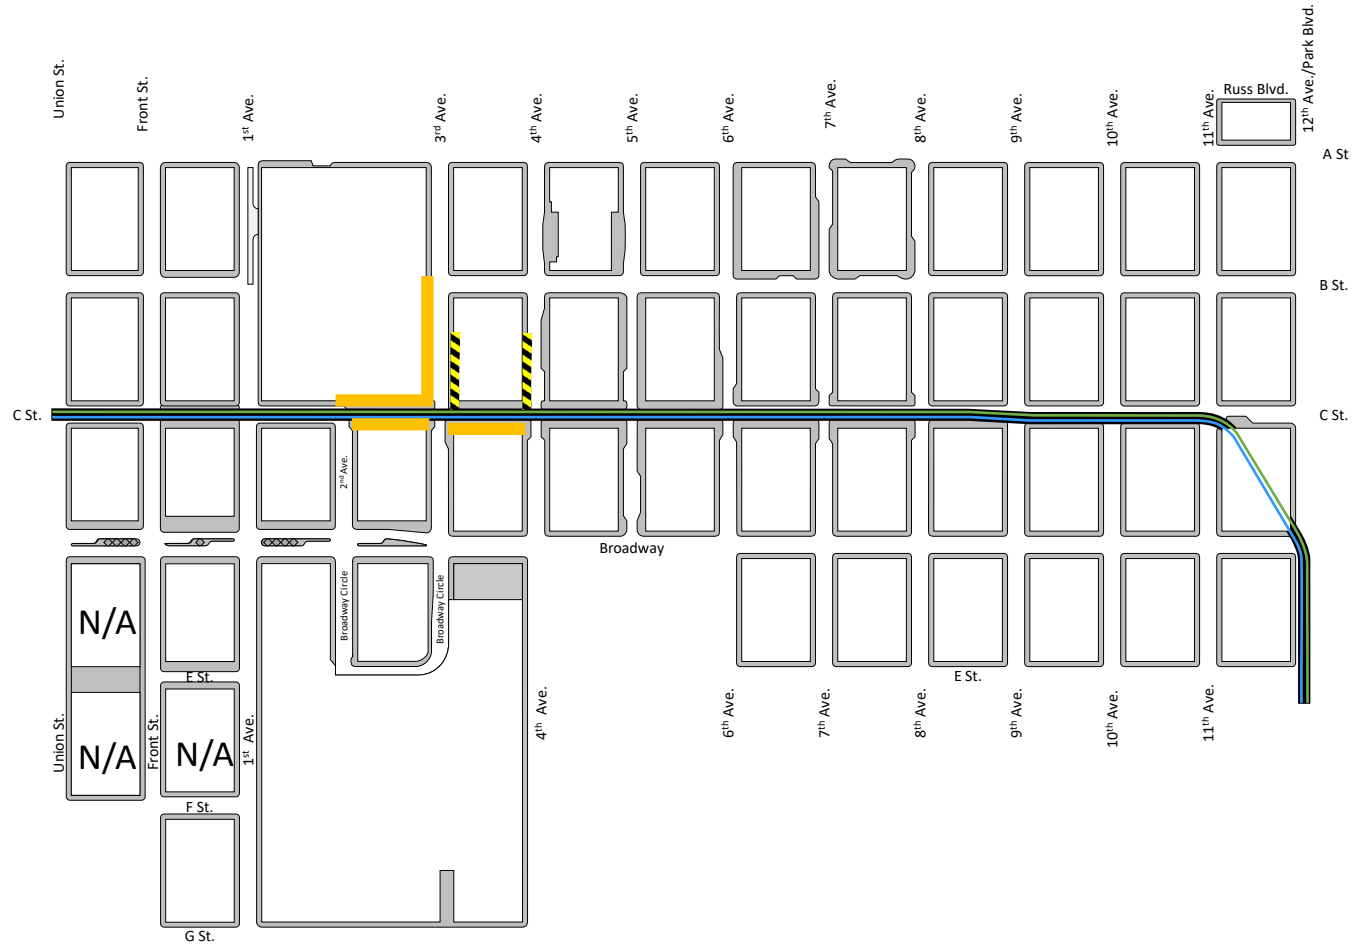 Union St.
Front St.
1st Ave.
3rd Ave.
4th Ave.
5th Ave.
6th Ave.
7th Ave.
8th Ave.
9th Ave.
10th Ave.
11th Ave.
Russ Blvd.
12th Ave./Park Blvd.
A St
B St.
C St.
C St.
2nd Ave.
Broadway
Broadway Circle
Broadway Circle
N/A
E St.
E St.
Union St.
N/A
Front St.
N/A
1st Ave.
4th Ave.
6th Ave.
7th Ave.
8th Ave.
9th Ave.
10th Ave.
11th Ave.
F St.
G St.